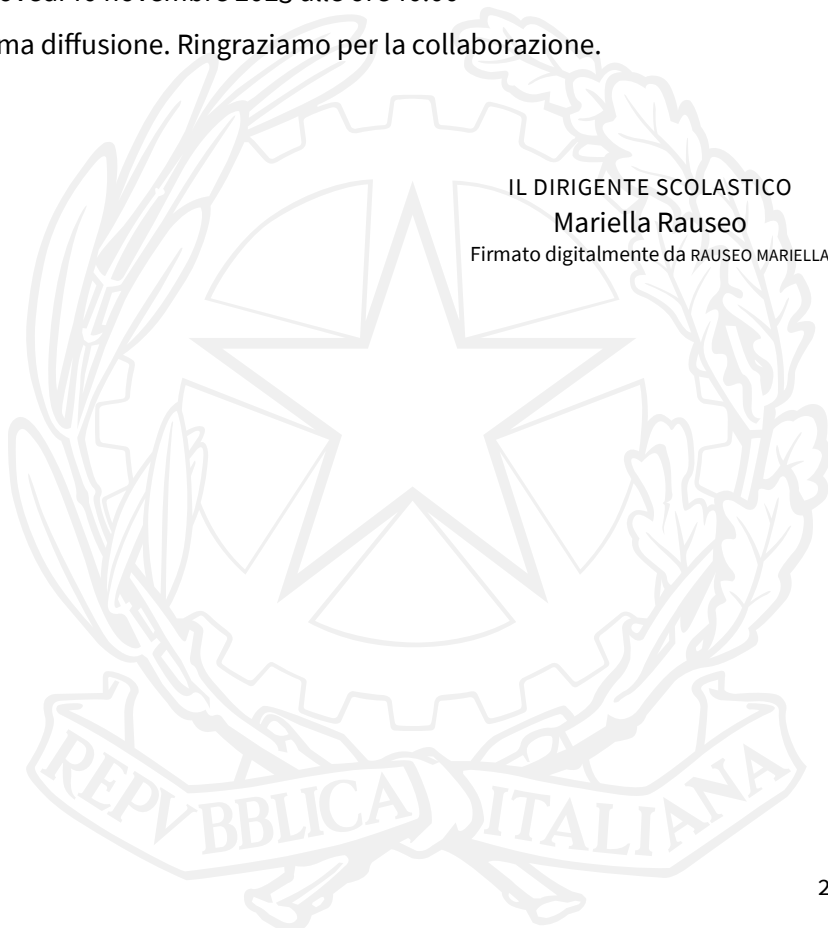 ma diffusione. Ringraziamo per la collaborazione.
IL DIRIGENTE SCOLASTICO
Mariella Rauseo
Firmato digitalmente da RAUSEO MARIELLA
REPVBBLICA ITALIANA
2